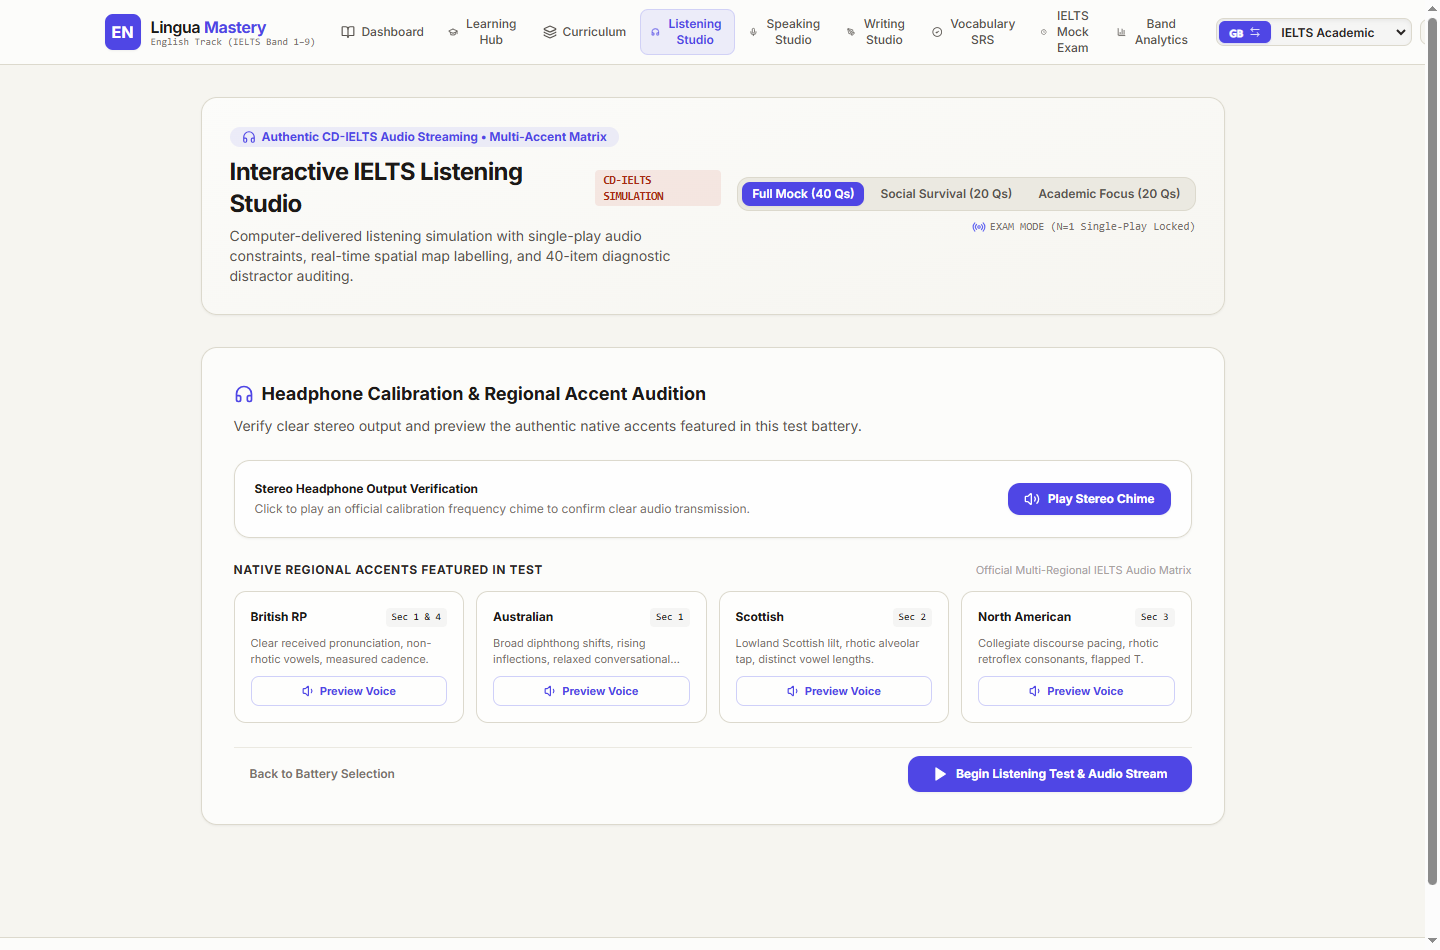 EN
Lingua Mastery
English Track (IELTS Band 1–9)
Dashboard
Learning
Hub
Curriculum
Listening
Studio
Speaking
Studio
Writing
Studio
Vocabulary
SRS
IELTS
Mock
Exam
Band
Analytics
GB
IELTS Academic
Authentic CD-IELTS Audio Streaming • Multi-Accent Matrix
Interactive IELTS Listening
Studio
CD-IELTS
SIMULATION
Computer-delivered listening simulation with single-play audio
constraints, real-time spatial map labelling, and 40-item diagnostic
distractor auditing.
Full Mock (40 Qs)
Social Survival (20 Qs)
Academic Focus (20 Qs)
EXAM MODE (N=1 Single-Play Locked)
Headphone Calibration & Regional Accent Audition
Verify clear stereo output and preview the authentic native accents featured in this test battery.
Stereo Headphone Output Verification
Click to play an official calibration frequency chime to confirm clear audio transmission.
Play Stereo Chime
NATIVE REGIONAL ACCENTS FEATURED IN TEST
Official Multi-Regional IELTS Audio Matrix
British RP
Sec 1 & 4
Clear received pronunciation, non-
rhotic vowels, measured cadence.
Preview Voice
Australian
Sec 1
Broad diphthong shifts, rising
inflections, relaxed conversational...
Preview Voice
Scottish
Sec 2
Lowland Scottish lilt, rhotic alveolar
tap, distinct vowel lengths.
Preview Voice
North American
Sec 3
Collegiate discourse pacing, rhotic
retroflex consonants, flapped T.
Preview Voice
Back to Battery Selection
Begin Listening Test & Audio Stream